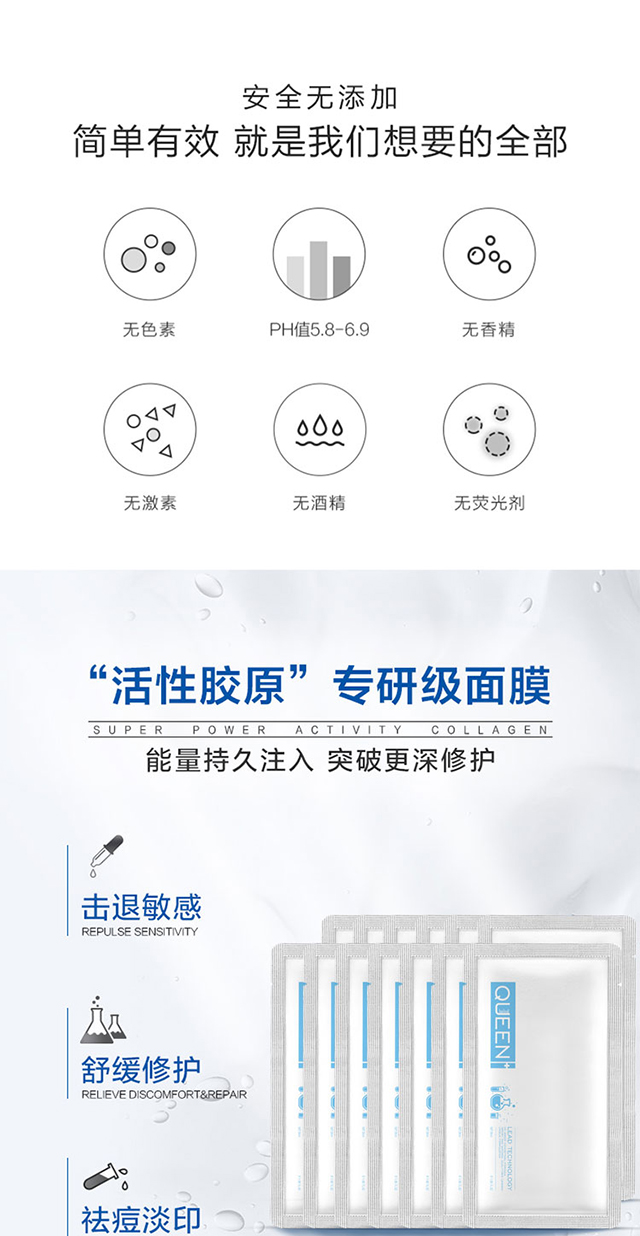 安全无添加
简单有效 就是我们想要的全部
无色素
PH值5.8-6.9
无香精
无激素
无酒精
无荧光剂
“活性胶原”专研级面膜
SUPER POWER ACTIVITY COLLAGEN
能量持久注入 突破更深修护
击退敏感
REPULSE SENSITIVITY
舒缓修护
RELIEVE DISCOMFORT&REPAIR
祛痘淡印
QUEEN+
LEAD TECHNOLOGY